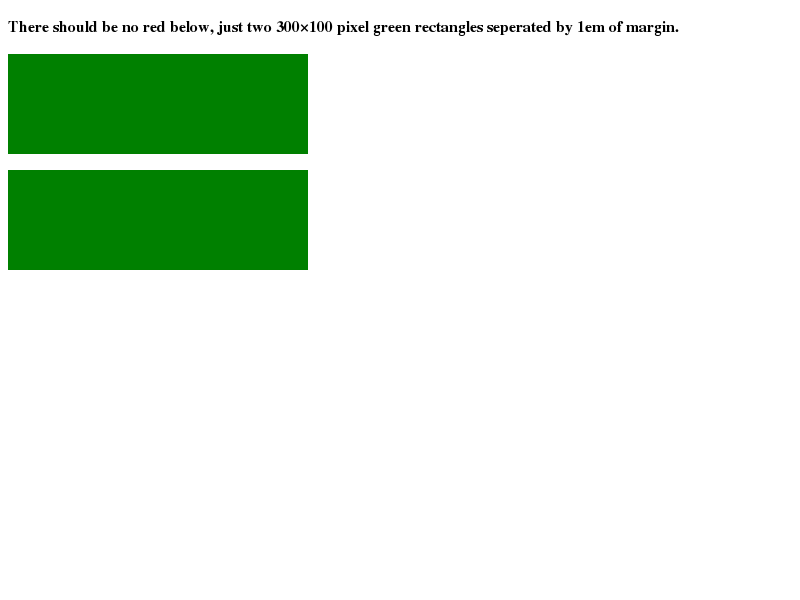 There should be no red below, just two 300×100 pixel green rectangles seperated by 1em of margin.